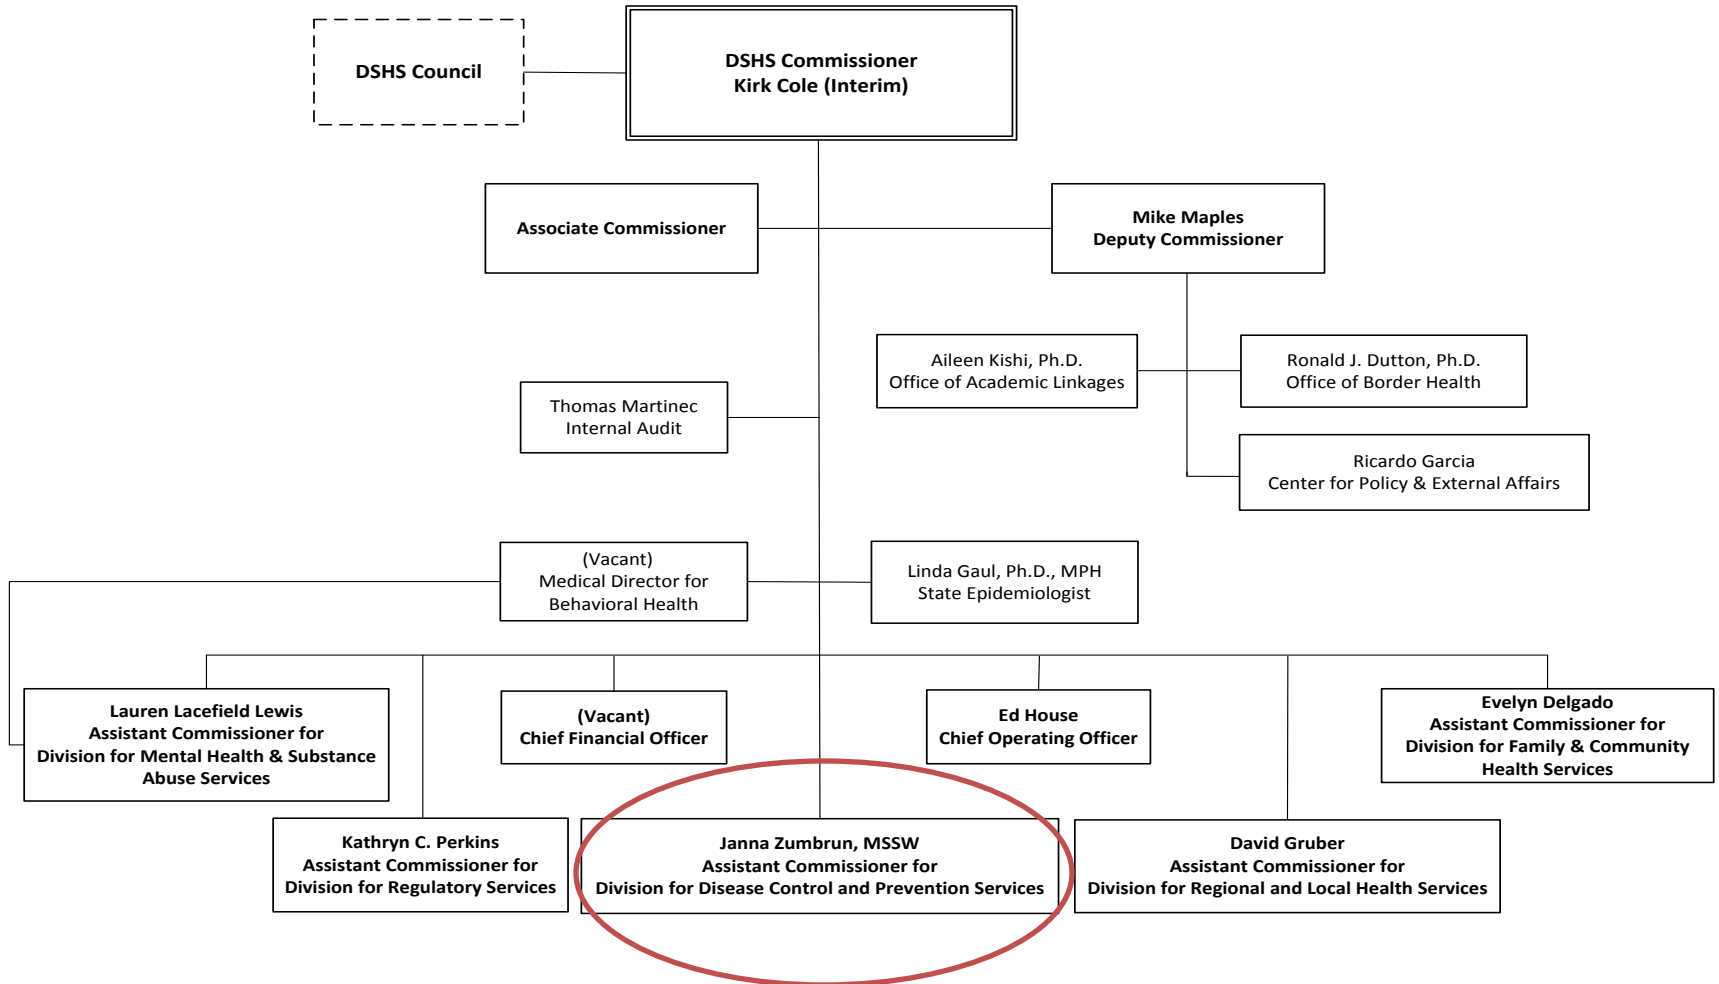 DSHS Council
DSHS Commissioner
Kirk Cole (Interim)
Associate Commissioner
Mike Maples
Deputy Commissioner
Aileen Kishi, Ph.D.
Office of Academic Linkages
Ronald J. Dutton, Ph.D.
Office of Border Health
Thomas Martinec
Internal Audit
Ricardo Garcia
Center for Policy & External Affairs
(Vacant)
Medical Director for
Behavioral Health
Linda Gaul, Ph.D., MPH
State Epidemiologist
Lauren Lacefield Lewis
Assistant Commissioner for
Division for Mental Health & Substance
Abuse Services
(Vacant)
Chief Financial Officer
Ed House
Chief Operating Officer
Evelyn Delgado
Assistant Commissioner for
Division for Family & Community
Health Services
Kathryn C. Perkins
Assistant Commissioner for
Division for Regulatory Services
Janna Zumbrun, MSSW
Assistant Commissioner for
Division for Disease Control and Prevention Services
David Gruber
Assistant Commissioner for
Division for Regional and Local Health Services